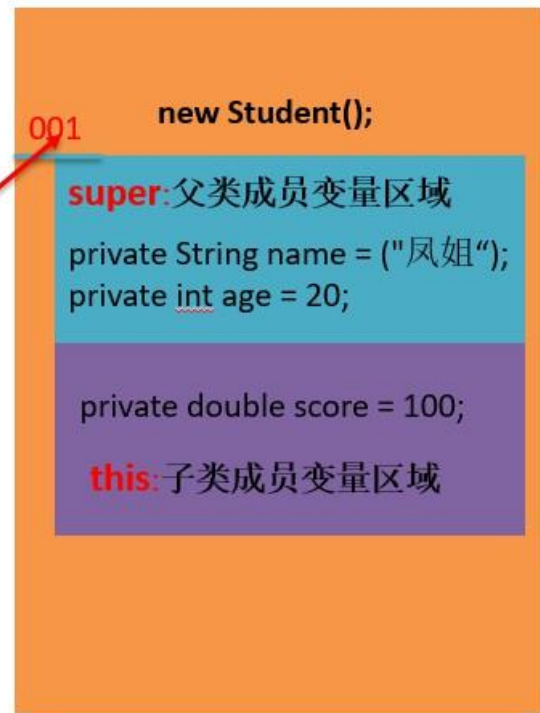 new Student();
001
super:父类成员变量区域
private String name = ("凤姐“);
private int age = 20;
private double score = 100;
this:子类成员变量区域